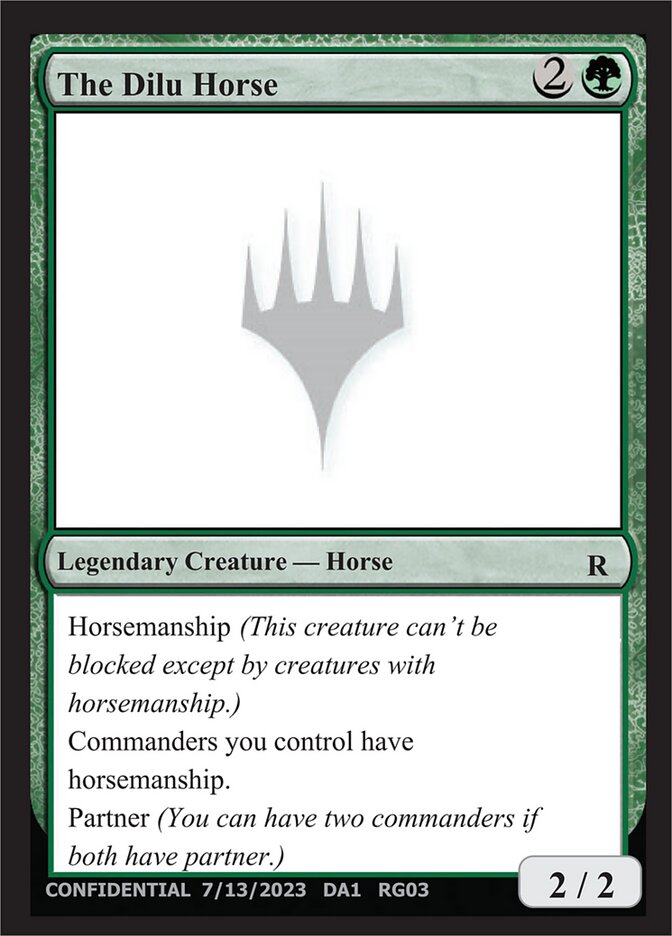 The Dilu Horse 2
Legendary Creature — Horse R
Horsemanship (This creature can't be
blocked except by creatures with
horsemanship.)
Commanders you control have
horsemanship.
Partner (You can have two commanders if
both have partner.)
CONFIDENTIAL 7/13/2023 DA1 RG03
2 / 2